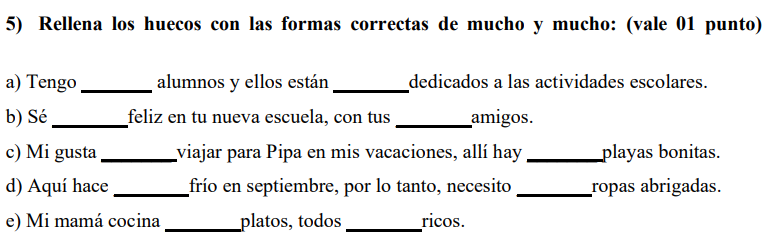 5) Rellena los huecos con las formas correctas de mucho y mucho: (vale 01 punto)
a) Tengo ________ alumnos y ellos están ________dedicados a las actividades escolares.
b) Sé ________feliz en tu nueva escuela, con tus ________amigos.
c) Mi gusta ________viajar para Pipa en mis vacaciones, allí hay ________playas bonitas.
d) Aquí hace ________frío en septiembre, por lo tanto, necesito ________ropas abrigadas.
e) Mi mamá cocina ________platos, todos ________ricos.